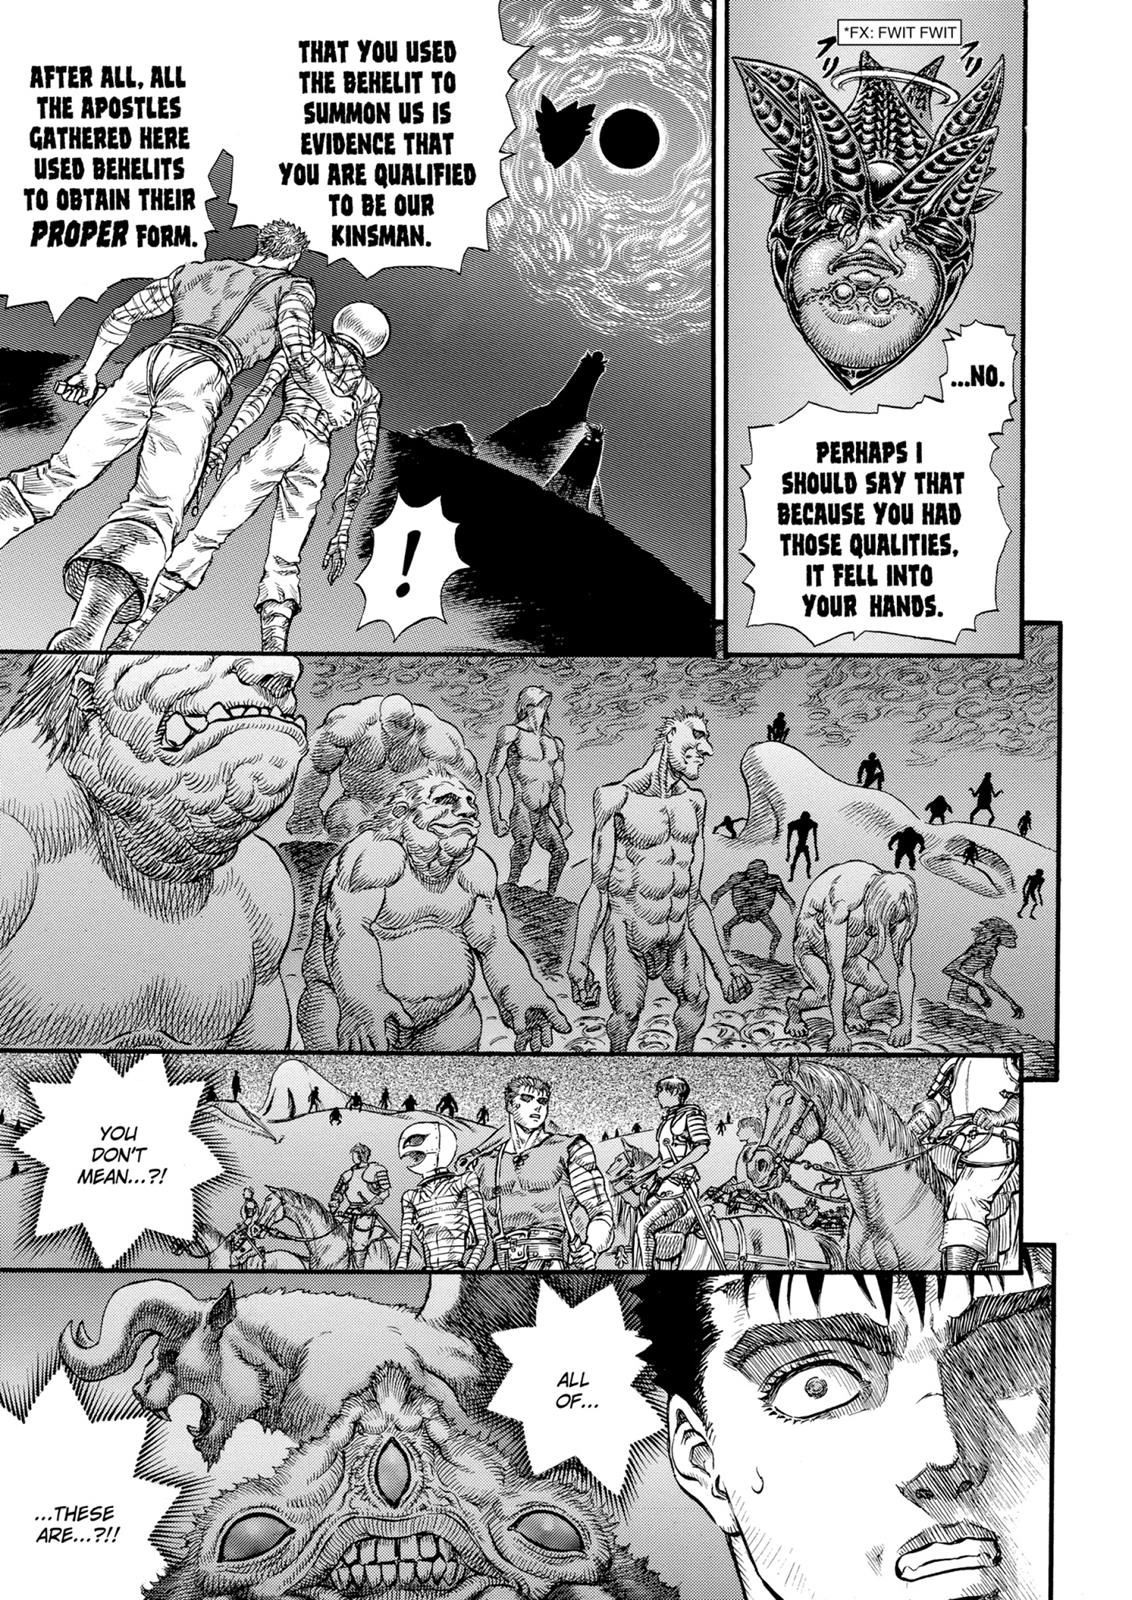 *FX: FWIT FWIT
...NO.
PERHAPS I
SHOULD SAY THAT
BECAUSE YOU HAD
THOSE QUALITIES,
IT FELL INTO
YOUR HANDS.
THAT YOU USED
THE BEHELIT TO
SUMMON US IS
EVIDENCE THAT
YOU ARE QUALIFIED
TO BE OUR
KINSMAN.
AFTER ALL, ALL
THE APOSTLES
GATHERED HERE
USED BEHELITS
TO OBTAIN THEIR
PROPER FORM.
!
YOU
DON'T
MEAN...?!
ALL
OF...
...THESE
ARE...?!!